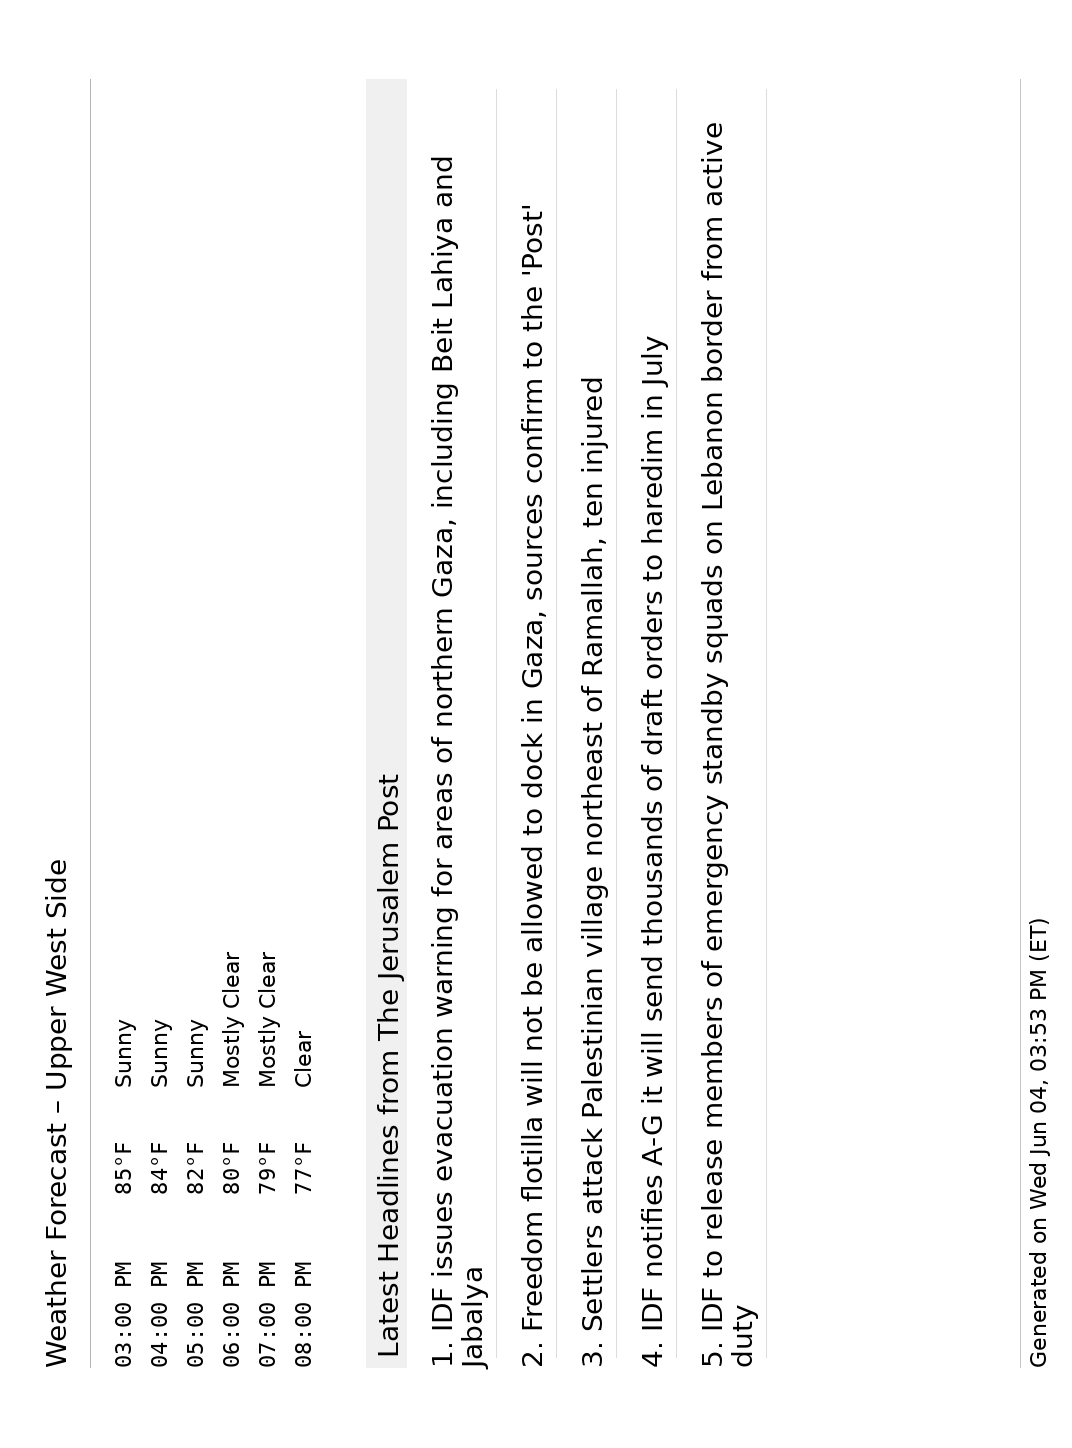 Weather Forecast – Upper West Side
03:00 PM 85°F Sunny
04:00 PM 84°F Sunny
05:00 PM 82°F Sunny
06:00 PM 80°F Mostly Clear
07:00 PM 79°F Mostly Clear
08:00 PM 77°F Clear
Latest Headlines from The Jerusalem Post
1. IDF issues evacuation warning for areas of northern Gaza, including Beit Lahiya and
Jabalya
2. Freedom flotilla will not be allowed to dock in Gaza, sources confirm to the 'Post'
3. Settlers attack Palestinian village northeast of Ramallah, ten injured
4. IDF notifies A-G it will send thousands of draft orders to haredim in July
5. IDF to release members of emergency standby squads on Lebanon border from active
duty
Generated on Wed Jun 04, 03:53 PM (ET)